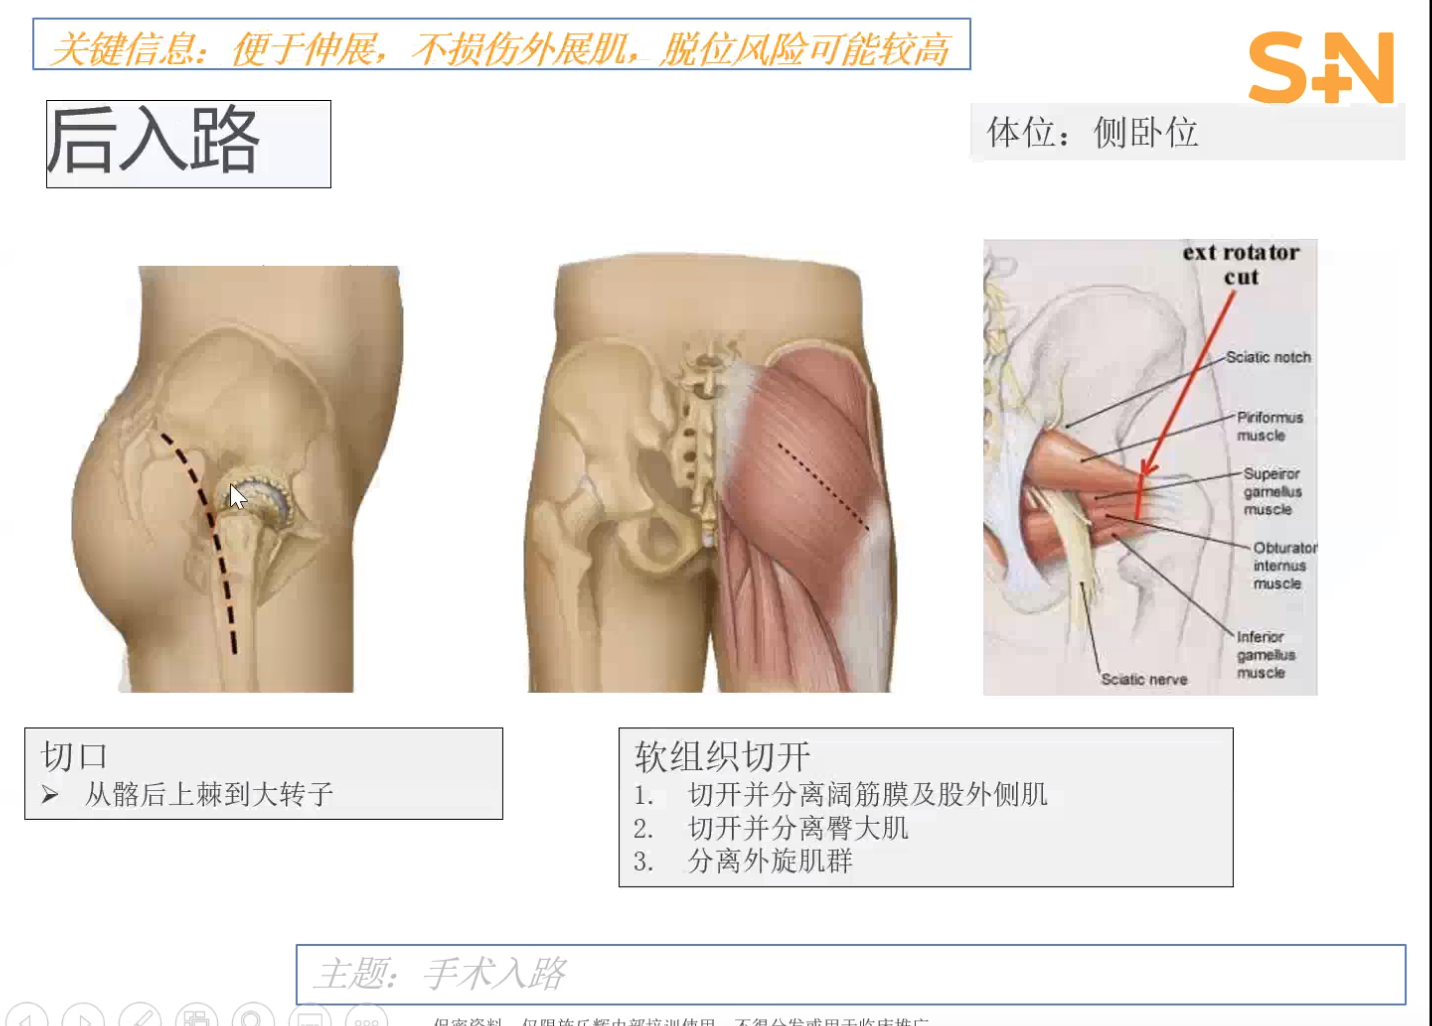 关键信息：便于伸展，不损伤外展肌，脱位风险可能较高
S+N
后入路
体位：侧卧位
ext rotator
cut
Sciatic notch
Piriformus
muscle
Supeiror
gamellus
muscle
Obturator
internus
muscle
Inferior
gamellus
muscle
Sciatic nerve
切口
➢ 从髂后上棘到大转子
软组织切开
1. 切开并分离阔筋膜及股外侧肌
2. 切开并分离臀大肌
3. 分离外旋肌群
主题：手术入路